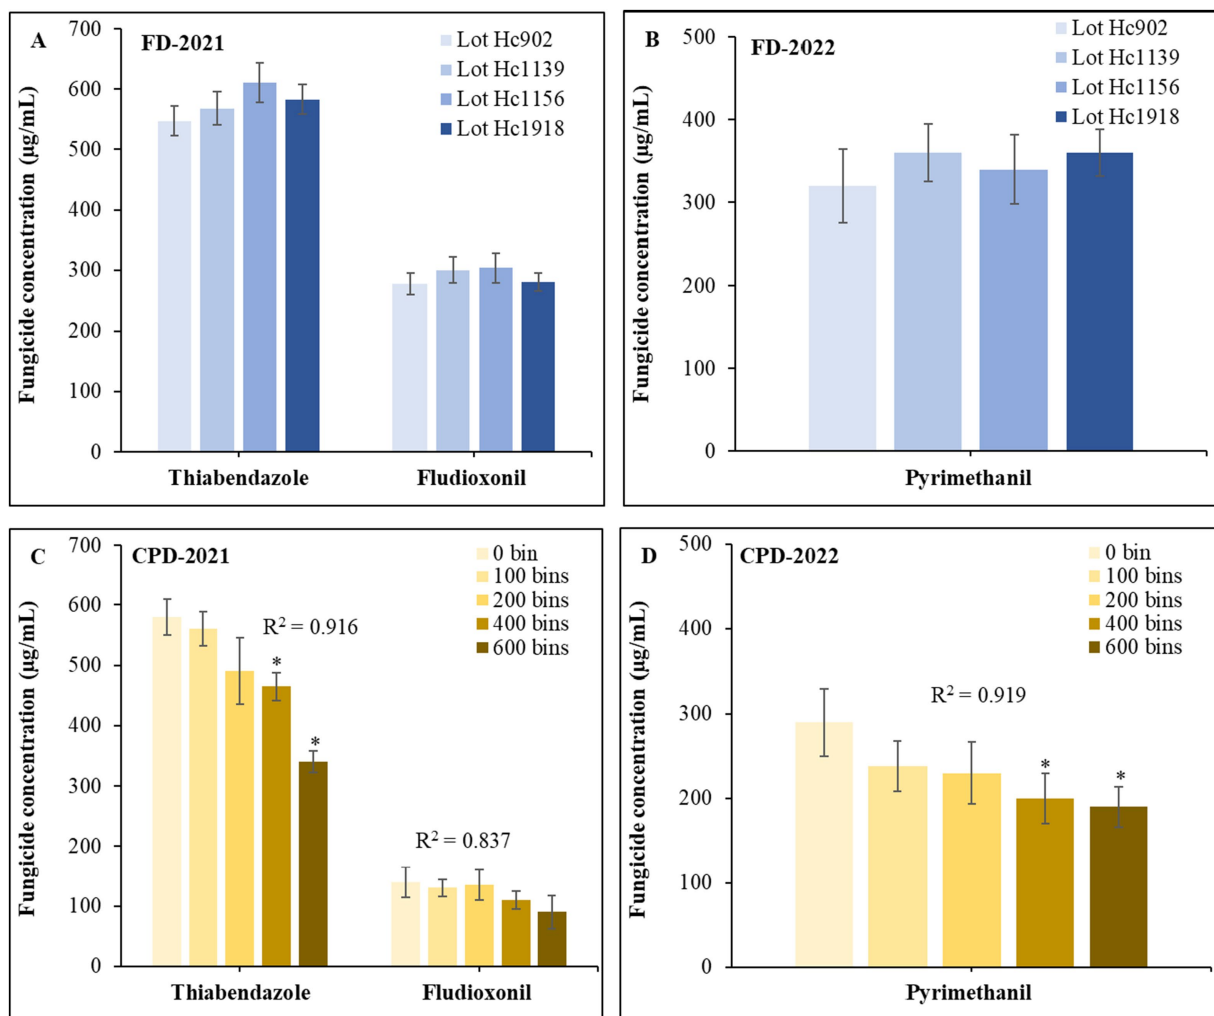 A
FD-2021
Lot Hc902
Lot Hc1139
Lot Hc1156
Lot Hc1918
Fungicide concentration (µg/mL)
700
600
500
400
300
200
100
0
Thiabendazole
Fludioxonil
B
FD-2022
Lot Hc902
Lot Hc1139
Lot Hc1156
Lot Hc1918
Fungicide concentration (µg/mL)
500
400
300
200
100
0
Pyrimethanil
C
CPD-2021
0 bin
100 bins
200 bins
400 bins
600 bins
R² = 0.916
*
*
R² = 0.837
Fungicide concentration (µg/mL)
700
600
500
400
300
200
100
0
Thiabendazole
Fludioxonil
D
CPD-2022
0 bin
100 bins
200 bins
400 bins
600 bins
R² = 0.919
*
*
Fungicide concentration (µg/mL)
500
400
300
200
100
0
Pyrimethanil